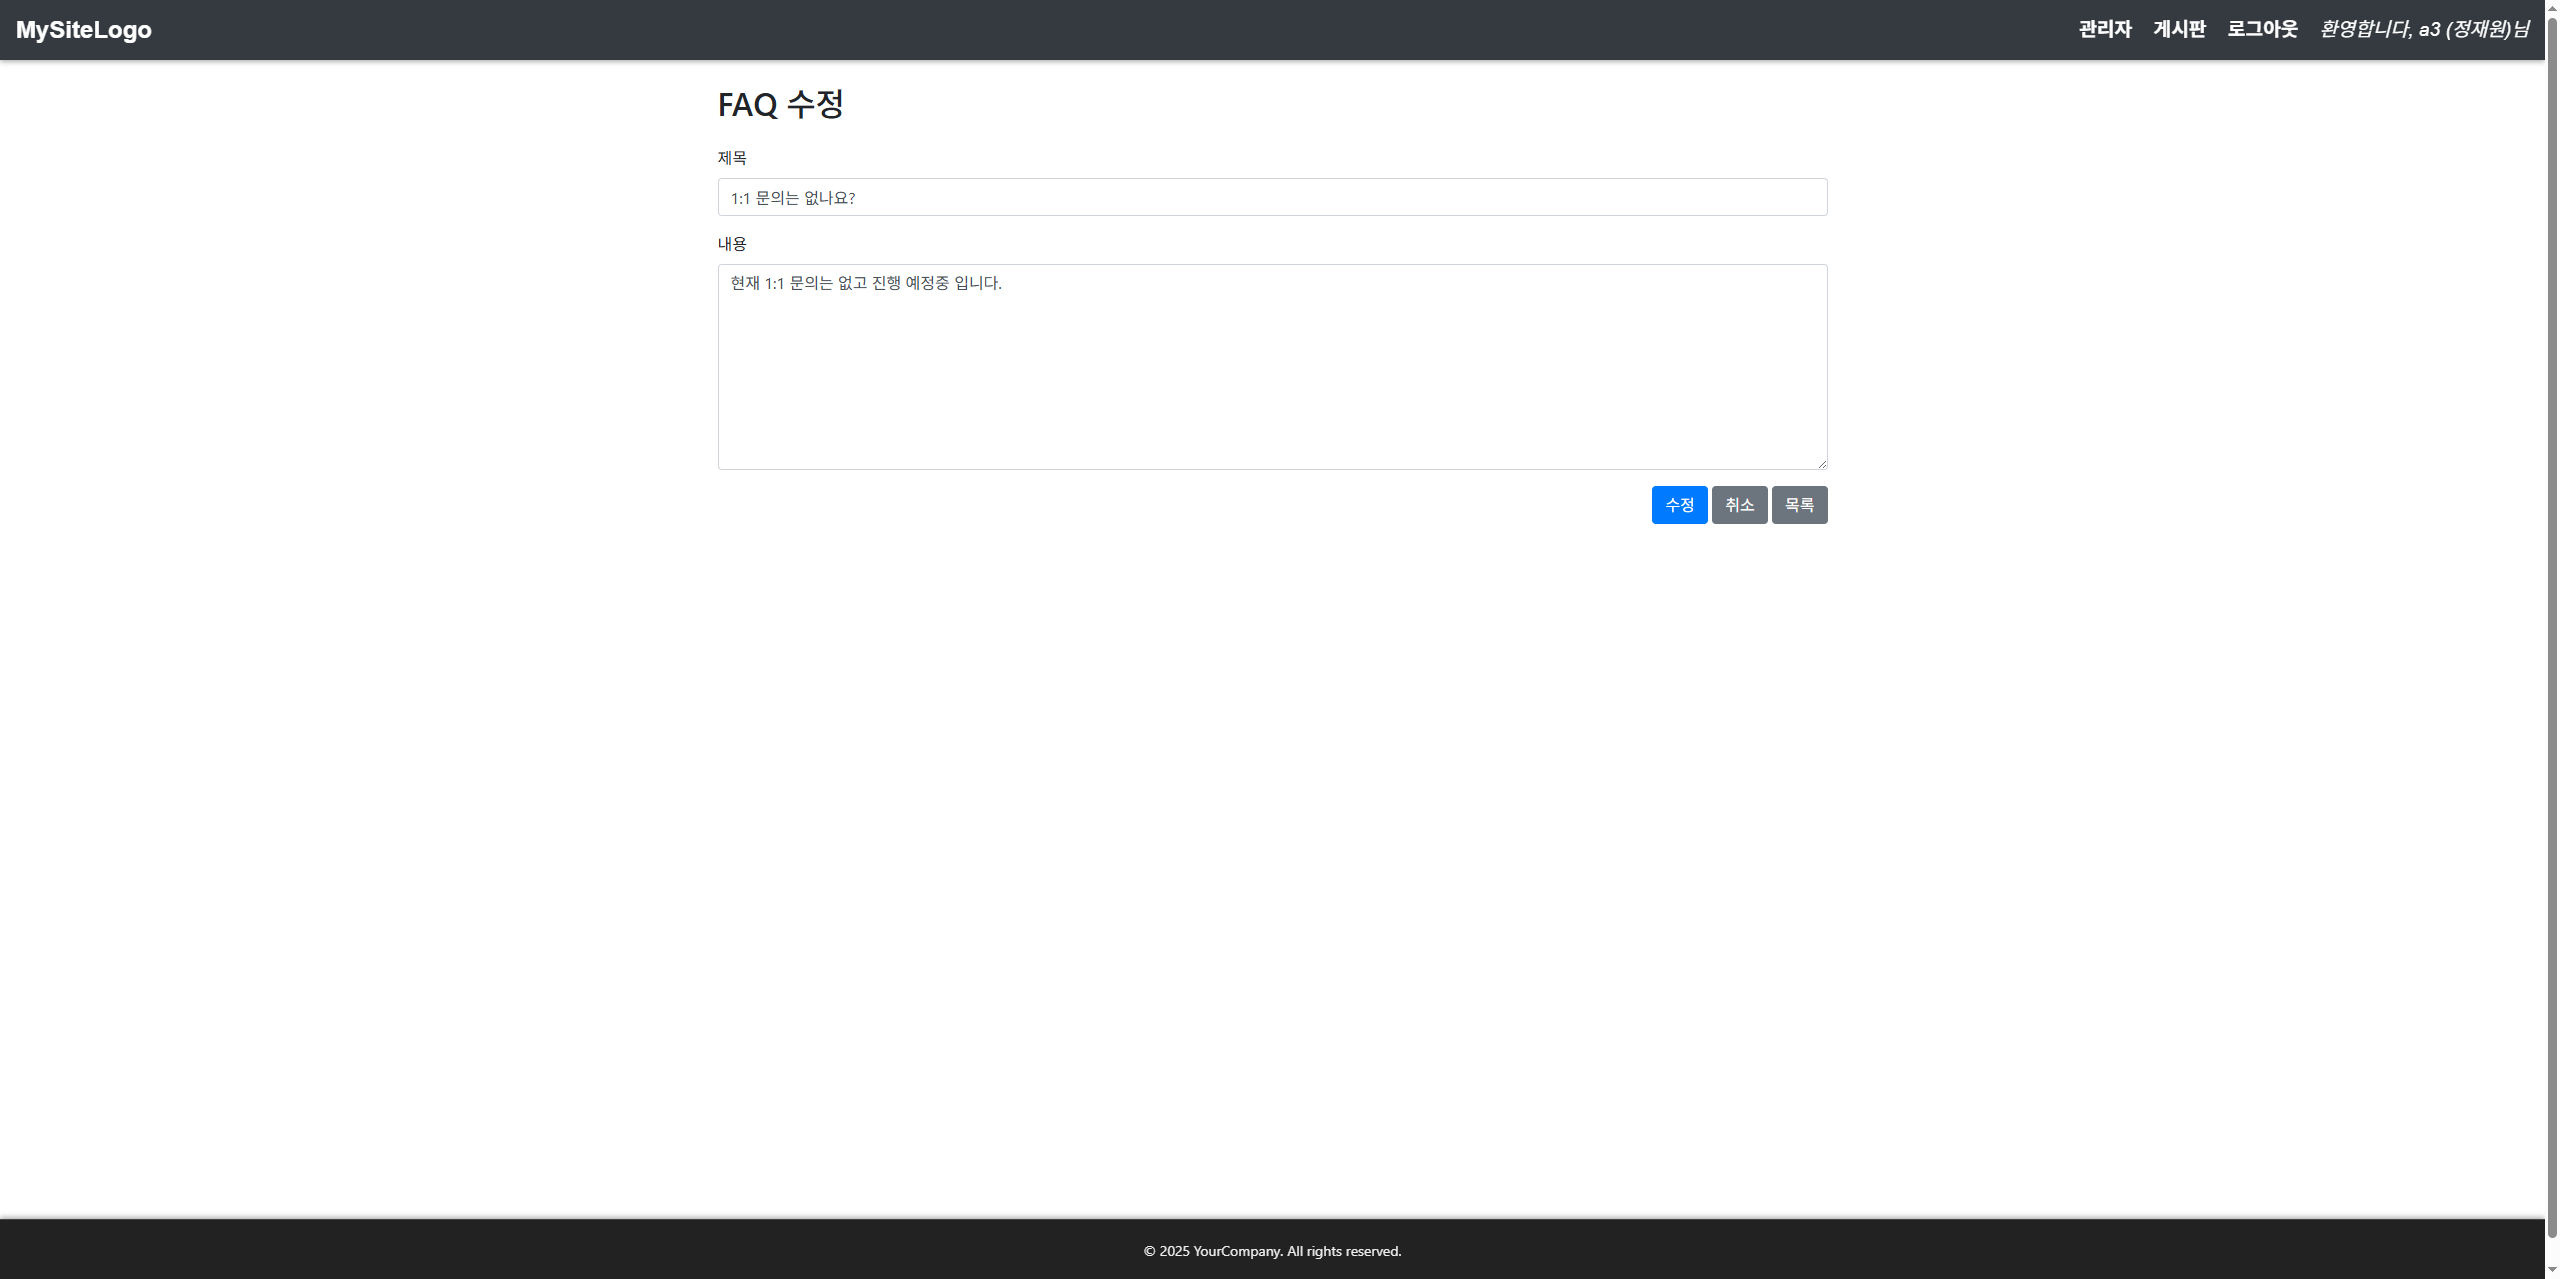 MySiteLogo
관리자 게시판 로그아웃 환영합니다, a3 (정재원)님
FAQ 수정
제목
1:1 문의는 없나요?
내용
현재 1:1 문의는 없고 진행 예정중 입니다.
수정 취소 목록
© 2025 YourCompany. All rights reserved.